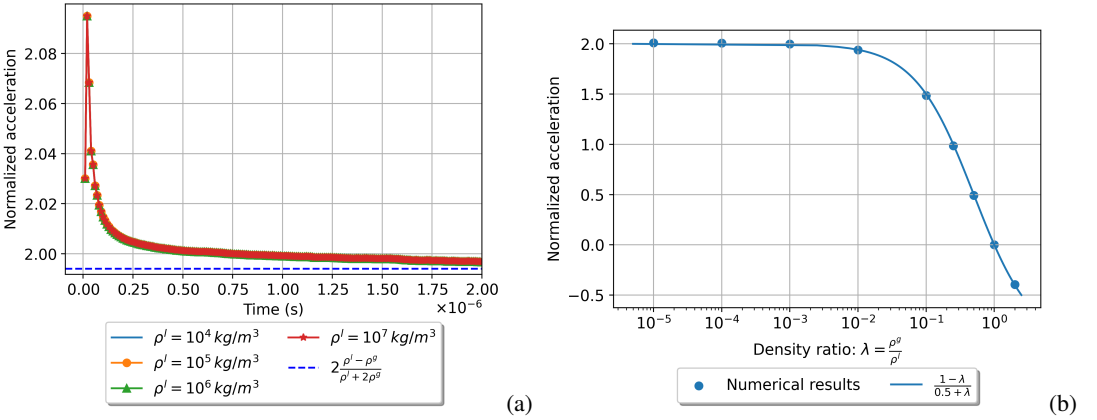 Normalized acceleration
2.08
2.06
2.04
2.02
2.00
0.00 0.25 0.50 0.75 1.00 1.25 1.50 1.75 2.00
Time (s)
×10⁻⁶
ρˡ = 10⁴ kg/m³
ρˡ = 10⁵ kg/m³
ρˡ = 10⁶ kg/m³
ρˡ = 10⁷ kg/m³
2 (ρˡ − ρᵍ)/(ρˡ + 2ρᵍ)
(a)
Normalized acceleration
2.0
1.5
1.0
0.5
0.0
−0.5
10⁻⁵ 10⁻⁴ 10⁻³ 10⁻² 10⁻¹ 10⁰
Density ratio: λ = ρᵍ/ρˡ
Numerical results
(1 − λ)/(0.5 + λ)
(b)